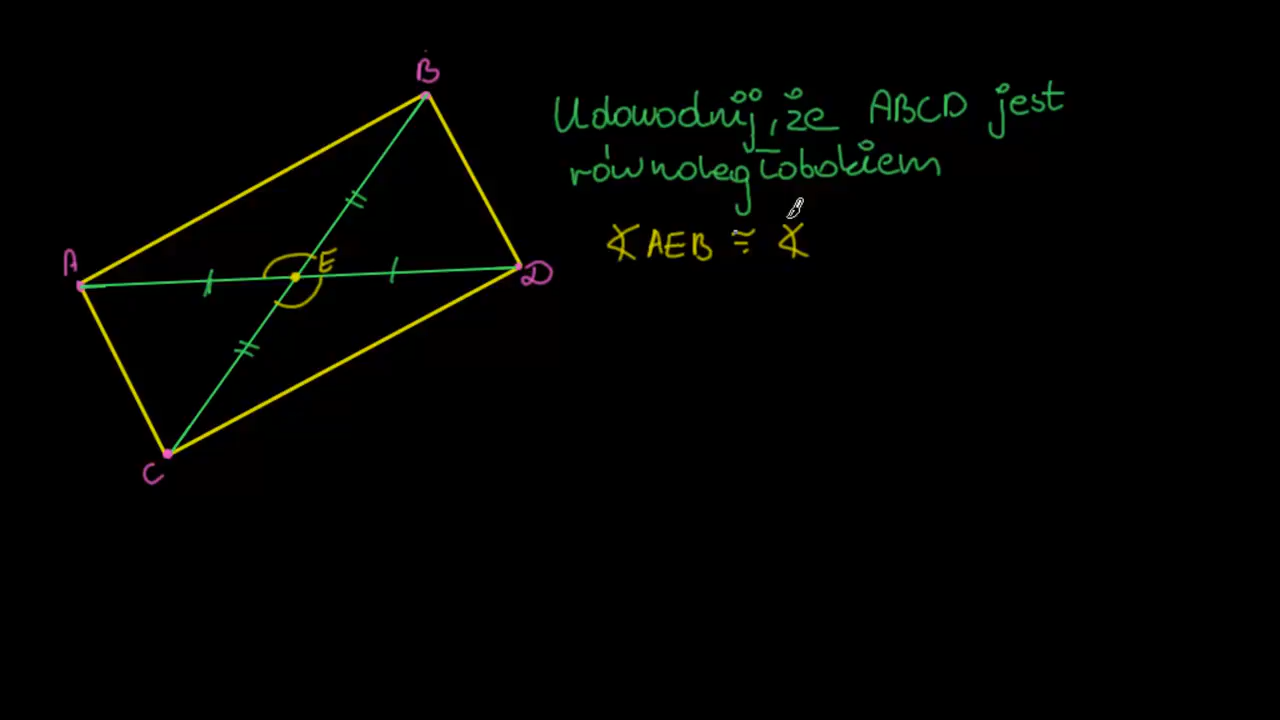 B
Udowodnij, że ABCD jest
równoległobokiem
∢AEB ≅ ∢
A
E
D
C